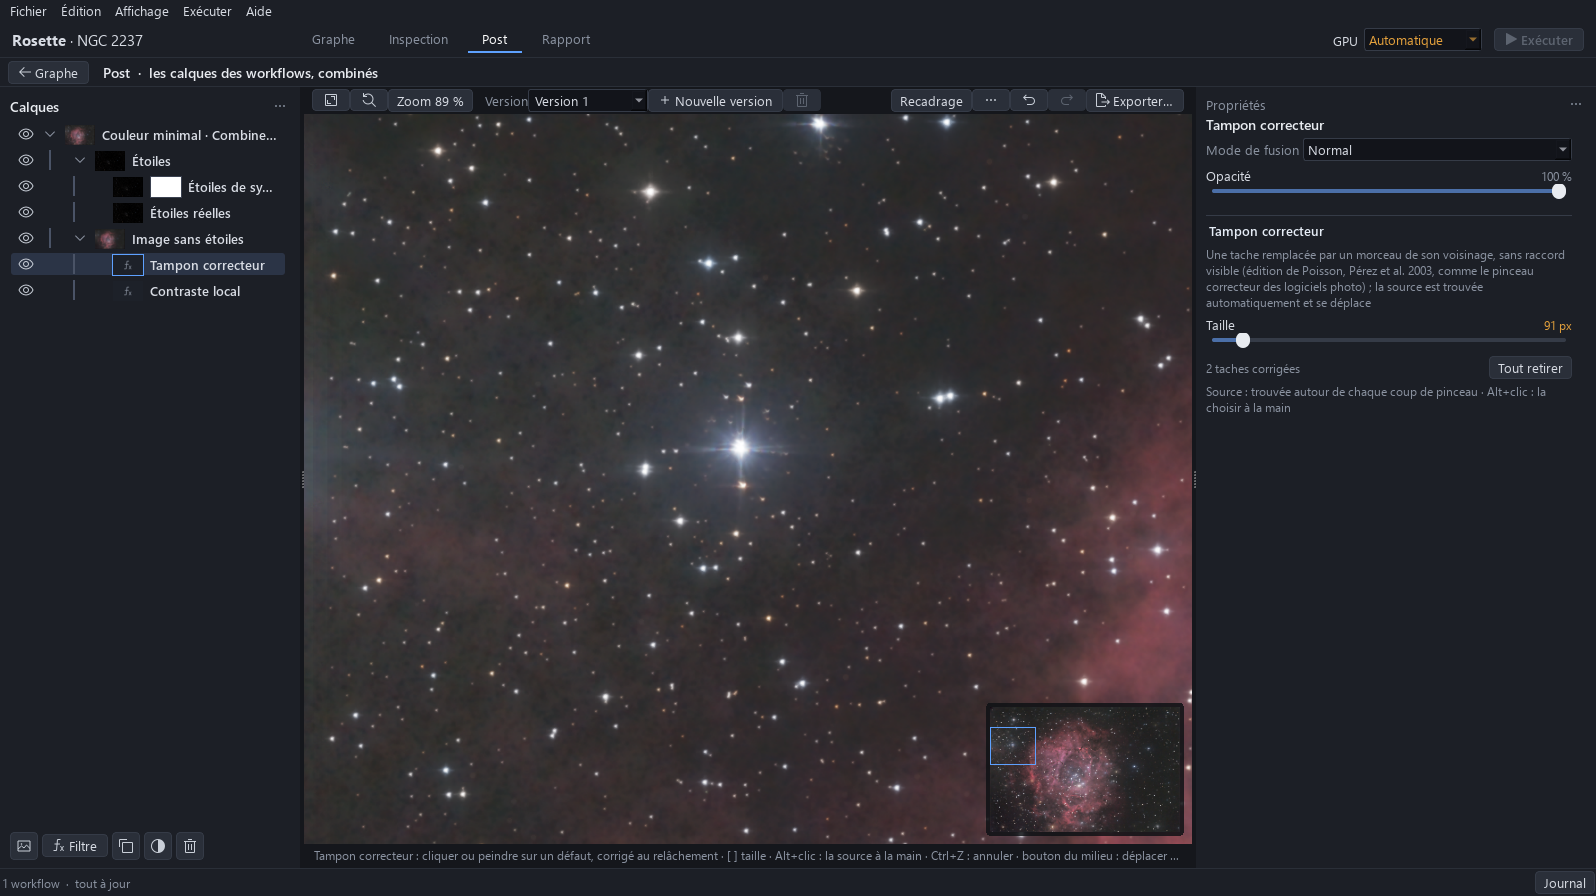 Fichier Édition Affichage Exécuter Aide
Rosette · NGC 2237
Graphe Inspection Post Rapport
GPU Automatique Exécuter
Graphe Post · les calques des workflows, combinés
Calques
Zoom 89 % Version Version 1 Nouvelle version
Recadrage Exporter...
Couleur minimal · Combine...
Étoiles
Étoiles de sy...
Étoiles réelles
Image sans étoiles
fx Tampon correcteur
fx Contraste local
fx Filtre
Tampon correcteur : cliquer ou peindre sur un défaut, corrigé au relâchement · [ ] taille · Alt+clic : la source à la main · Ctrl+Z : annuler · bouton du milieu : déplacer ...
Propriétés
Tampon correcteur
Mode de fusion Normal
Opacité 100 %
Tampon correcteur
Une tache remplacée par un morceau de son voisinage, sans raccord
visible (édition de Poisson, Pérez et al. 2003, comme le pinceau
correcteur des logiciels photo) ; la source est trouvée
automatiquement et se déplace
Taille 91 px
2 taches corrigées Tout retirer
Source : trouvée autour de chaque coup de pinceau · Alt+clic : la
choisir à la main
1 workflow · tout à jour
Journal